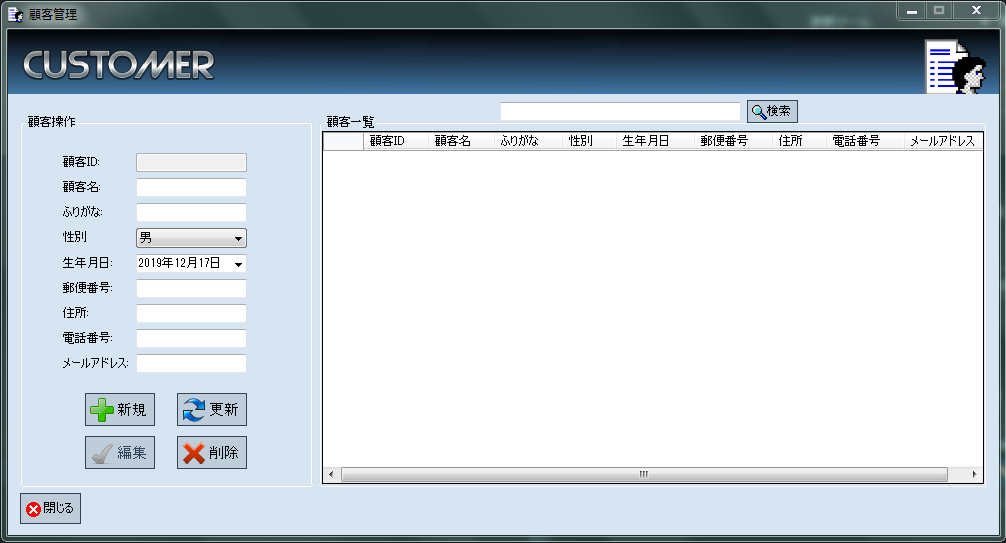 顧客管理
CUSTOMER
検索
顧客操作
顧客一覧
顧客ID 顧客名 ふりがな 性別 生年月日 郵便番号 住所 電話番号 メールアドレス
顧客ID:
顧客名:
ふりがな:
性別 男
生年月日: 2019年12月17日
郵便番号:
住所:
電話番号:
メールアドレス:
新規 更新
編集 削除
閉じる